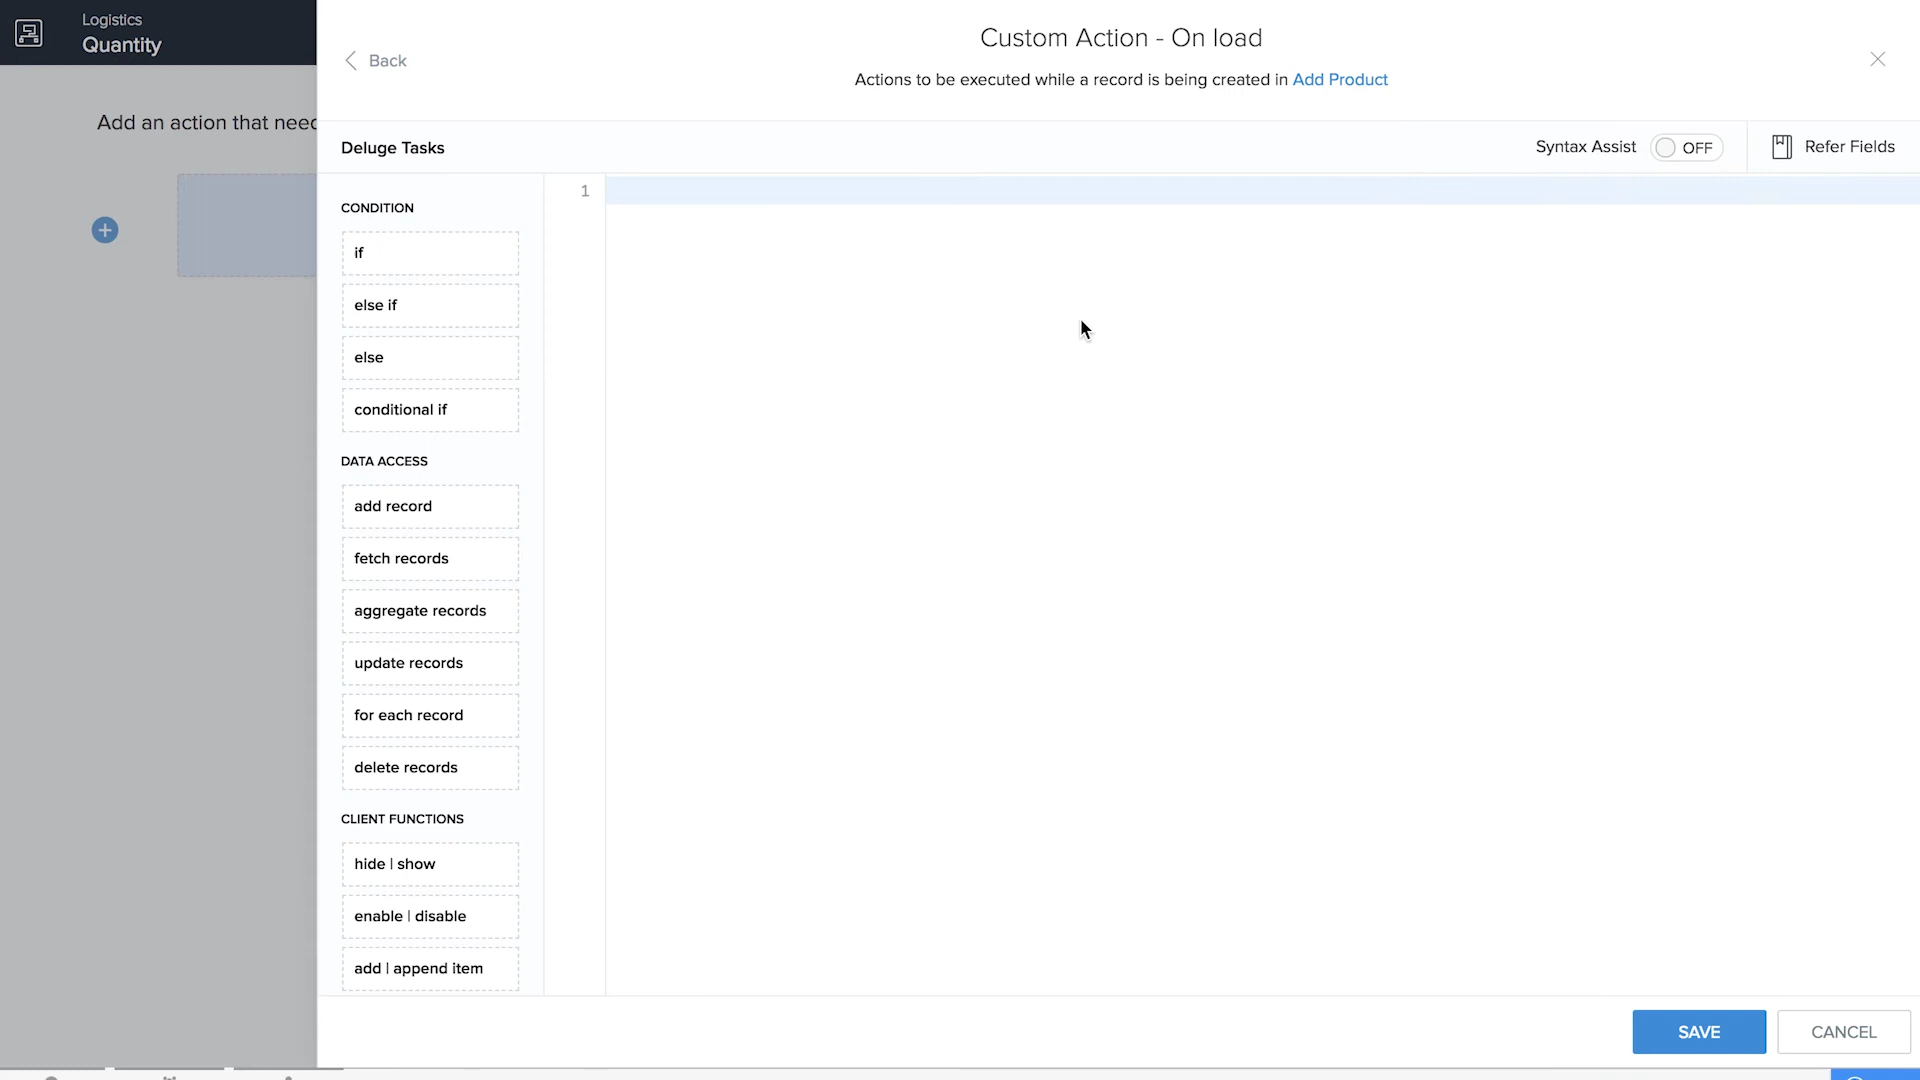 Logistics
Quantity
Add an action that need
Back
Custom Action - On load
Actions to be executed while a record is being created in Add Product
Deluge Tasks
Syntax Assist
OFF
Refer Fields
CONDITION
if
else if
else
conditional if
DATA ACCESS
add record
fetch records
aggregate records
update records
for each record
delete records
CLIENT FUNCTIONS
hide | show
enable | disable
add | append item
1
SAVE
CANCEL